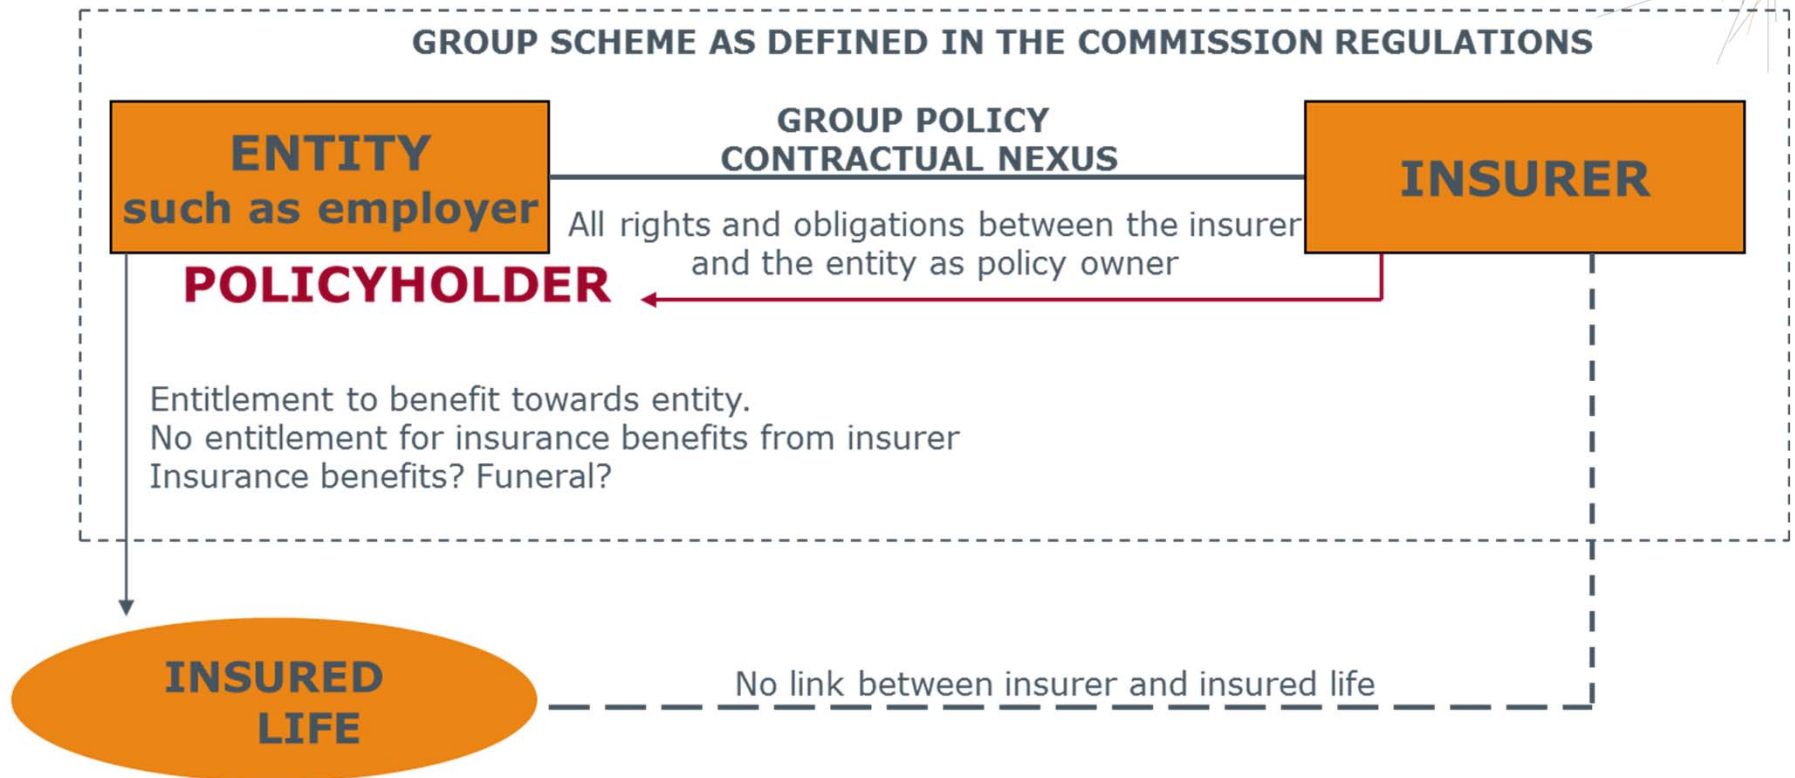 GROUP SCHEME AS DEFINED IN THE COMMISSION REGULATIONS
ENTITY
such as employer
GROUP POLICY
CONTRACTUAL NEXUS
INSURER
All rights and obligations between the insurer
and the entity as policy owner
POLICYHOLDER
Entitlement to benefit towards entity.
No entitlement for insurance benefits from insurer
Insurance benefits? Funeral?
INSURED
LIFE
No link between insurer and insured life